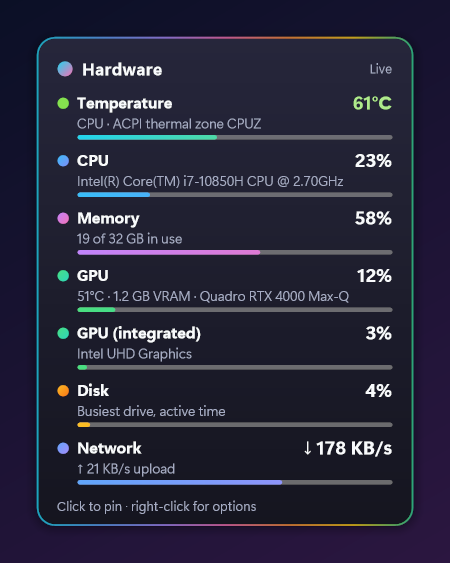 Hardware Live
Temperature 61°C
CPU · ACPI thermal zone CPUZ
CPU 23%
Intel(R) Core(TM) i7-10850H CPU @ 2.70GHz
Memory 58%
19 of 32 GB in use
GPU 12%
51°C · 1.2 GB VRAM · Quadro RTX 4000 Max-Q
GPU (integrated) 3%
Intel UHD Graphics
Disk 4%
Busiest drive, active time
Network ↓ 178 KB/s
↑ 21 KB/s upload
Click to pin · right-click for options